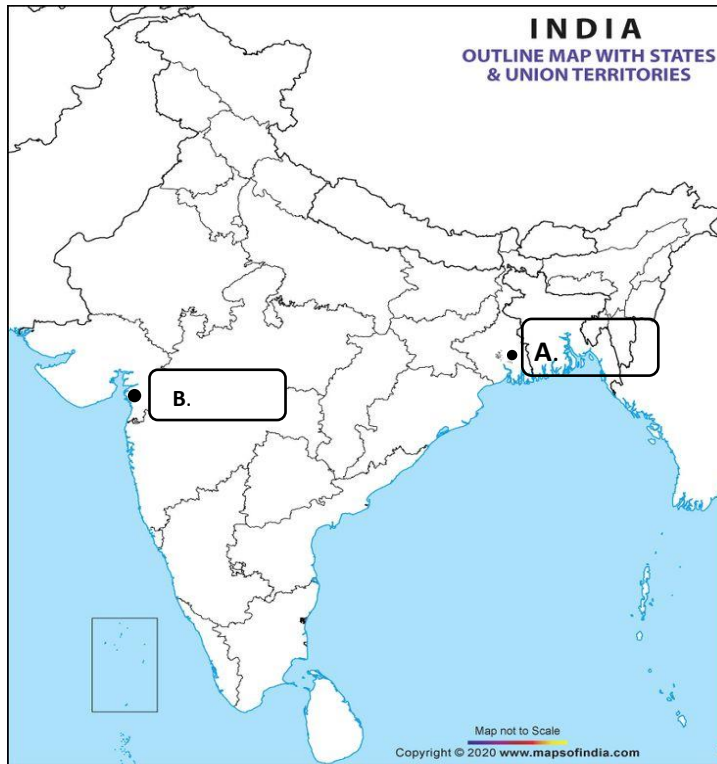 INDIA
OUTLINE MAP WITH STATES
& UNION TERRITORIES
A.
B.
Map not to Scale
Copyright © 2020 www.mapsofindia.com